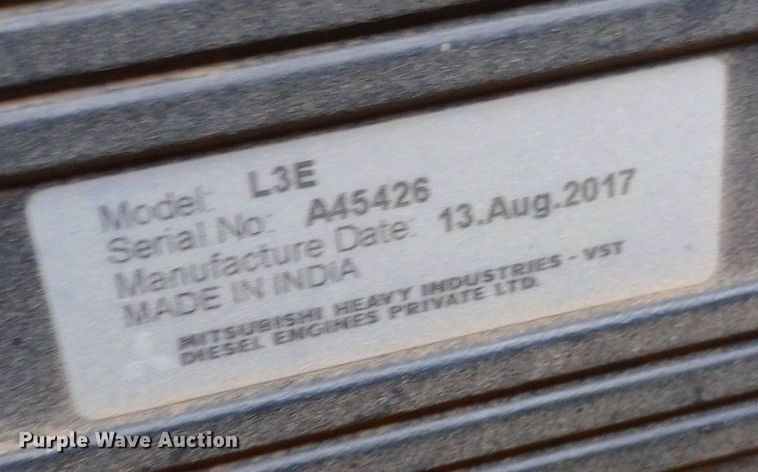 Model: L3E
Serial No: A45426
Manufacture Date: 13.Aug.2017
MADE IN INDIA
MITSUBISHI HEAVY INDUSTRIES - VST
DIESEL ENGINES PRIVATE LTD.
Purple Wave Auction